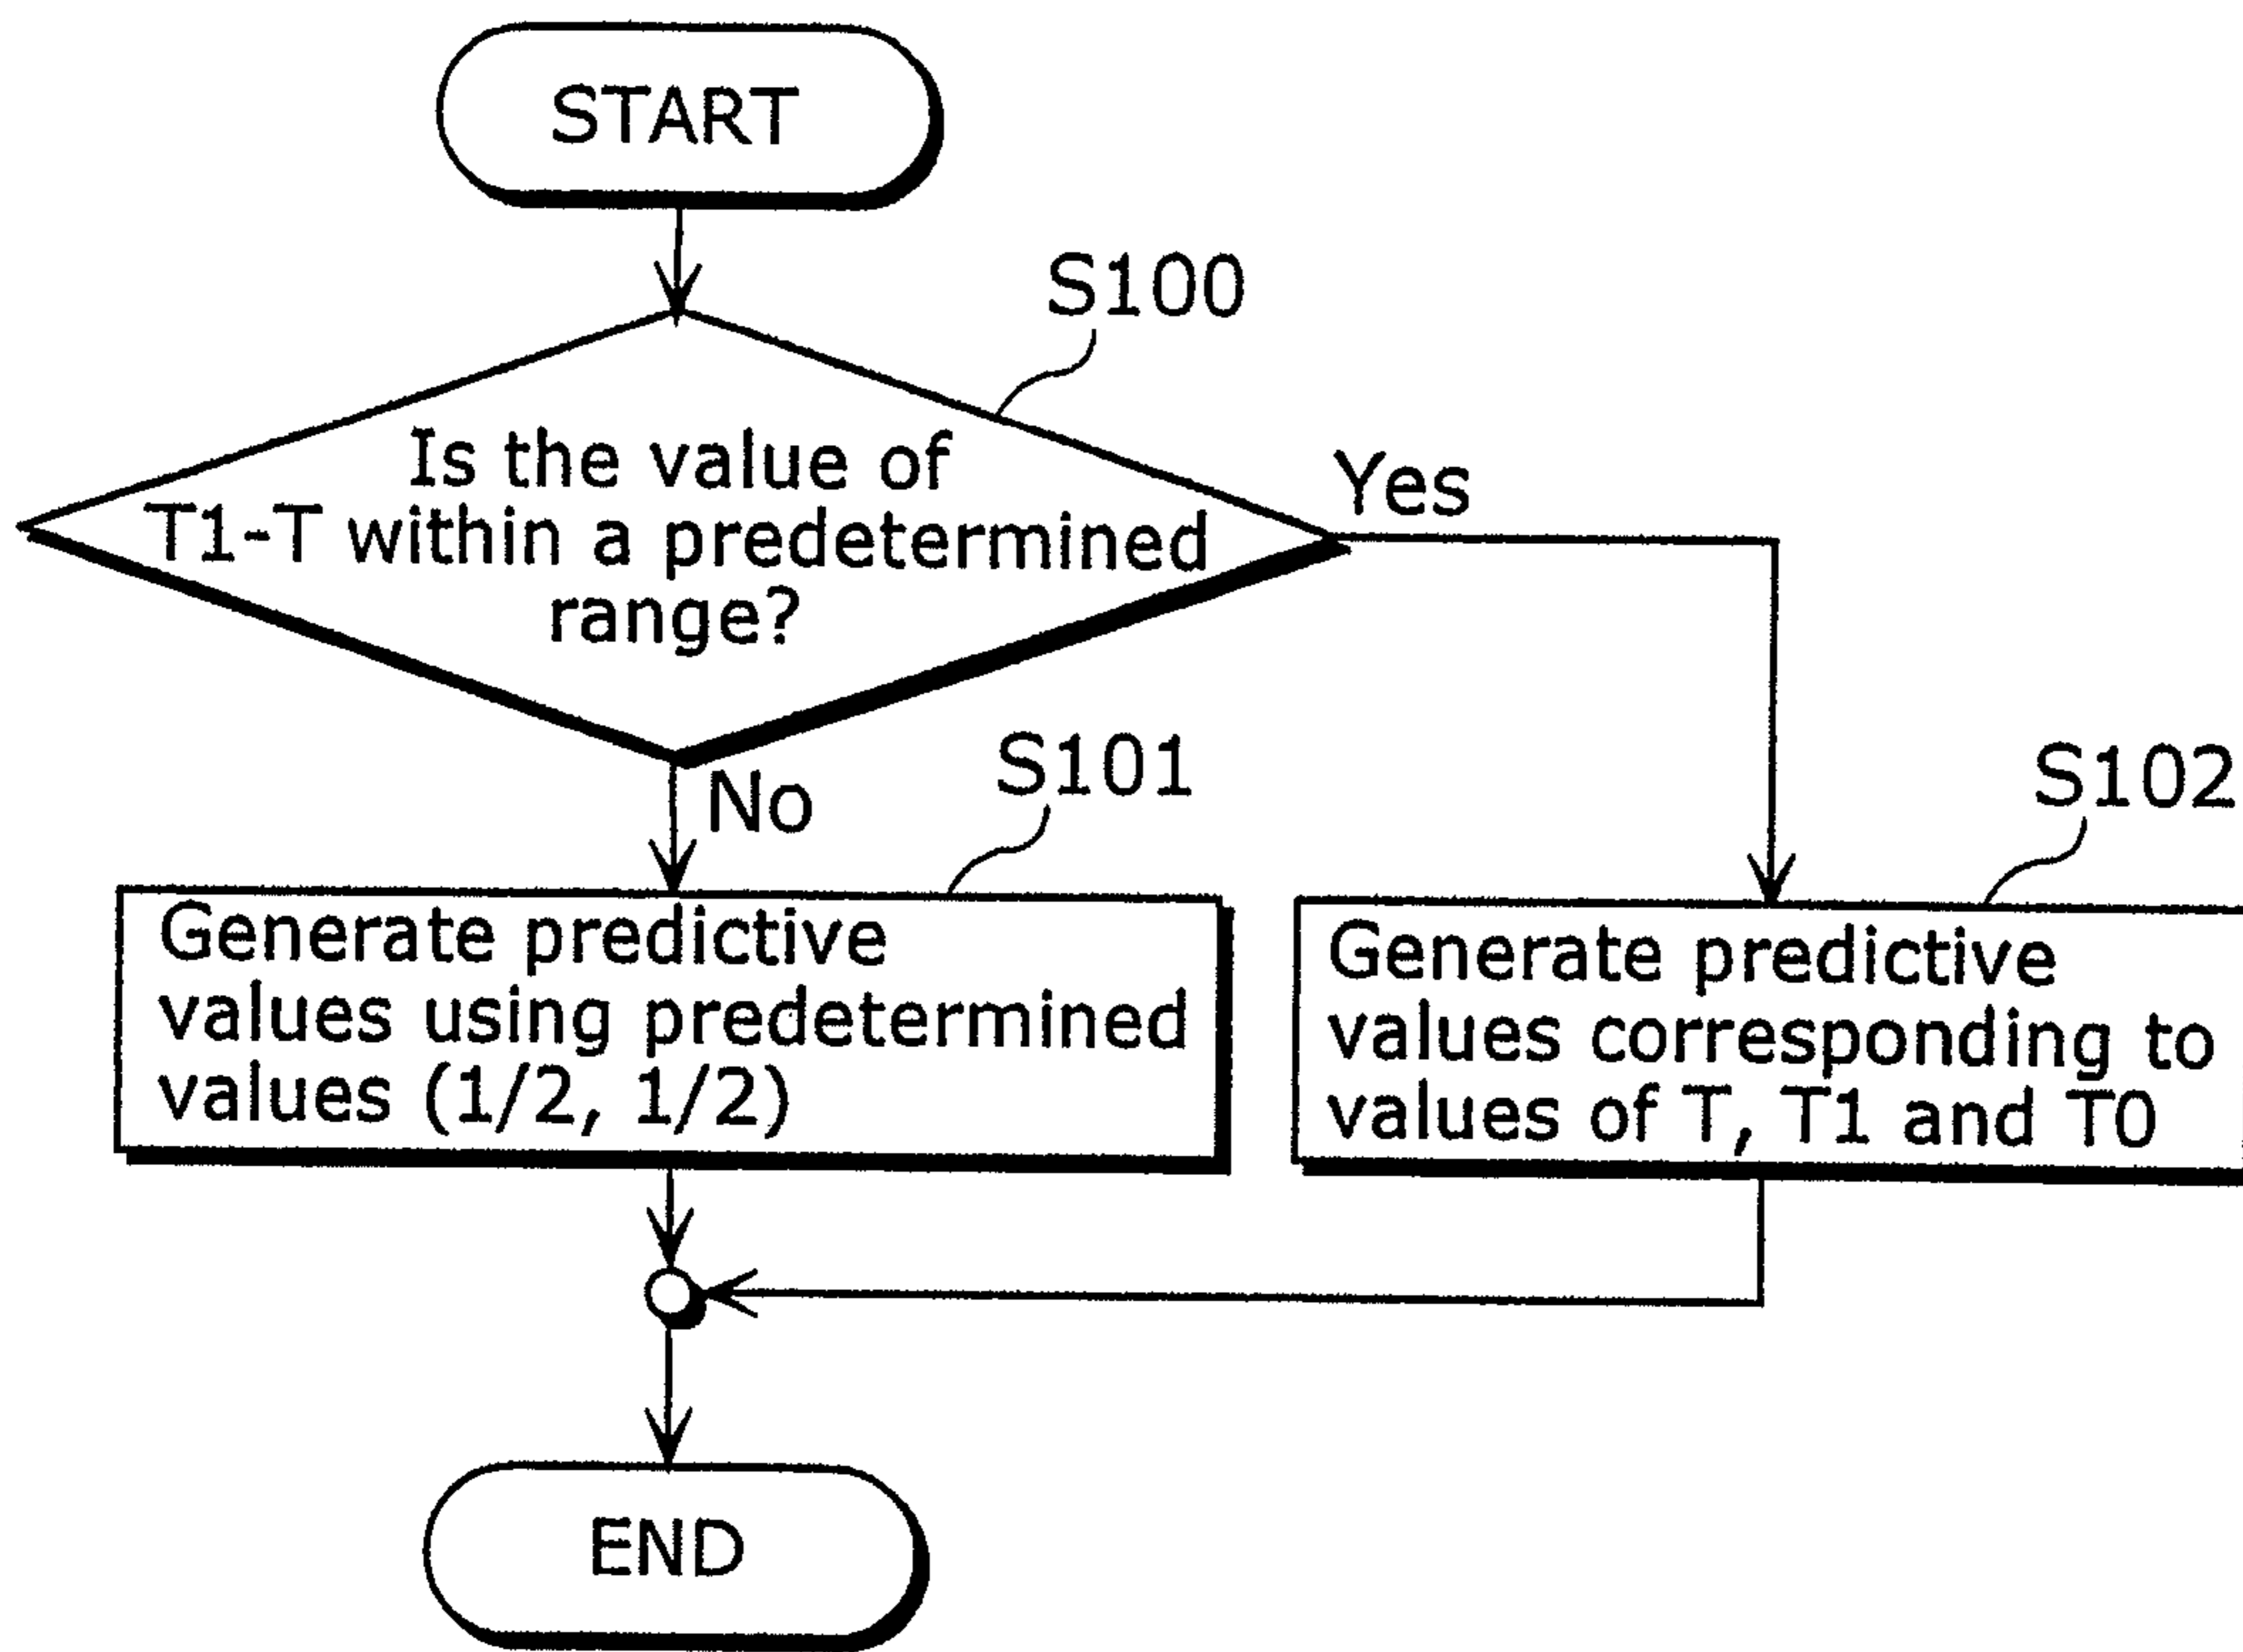 START
S100
Is the value of
T1-T within a predetermined
range?
Yes
No
S101
S102
Generate predictive
values using predetermined
values (1/2, 1/2)
Generate predictive
values corresponding to
values of T, T1 and T0
END